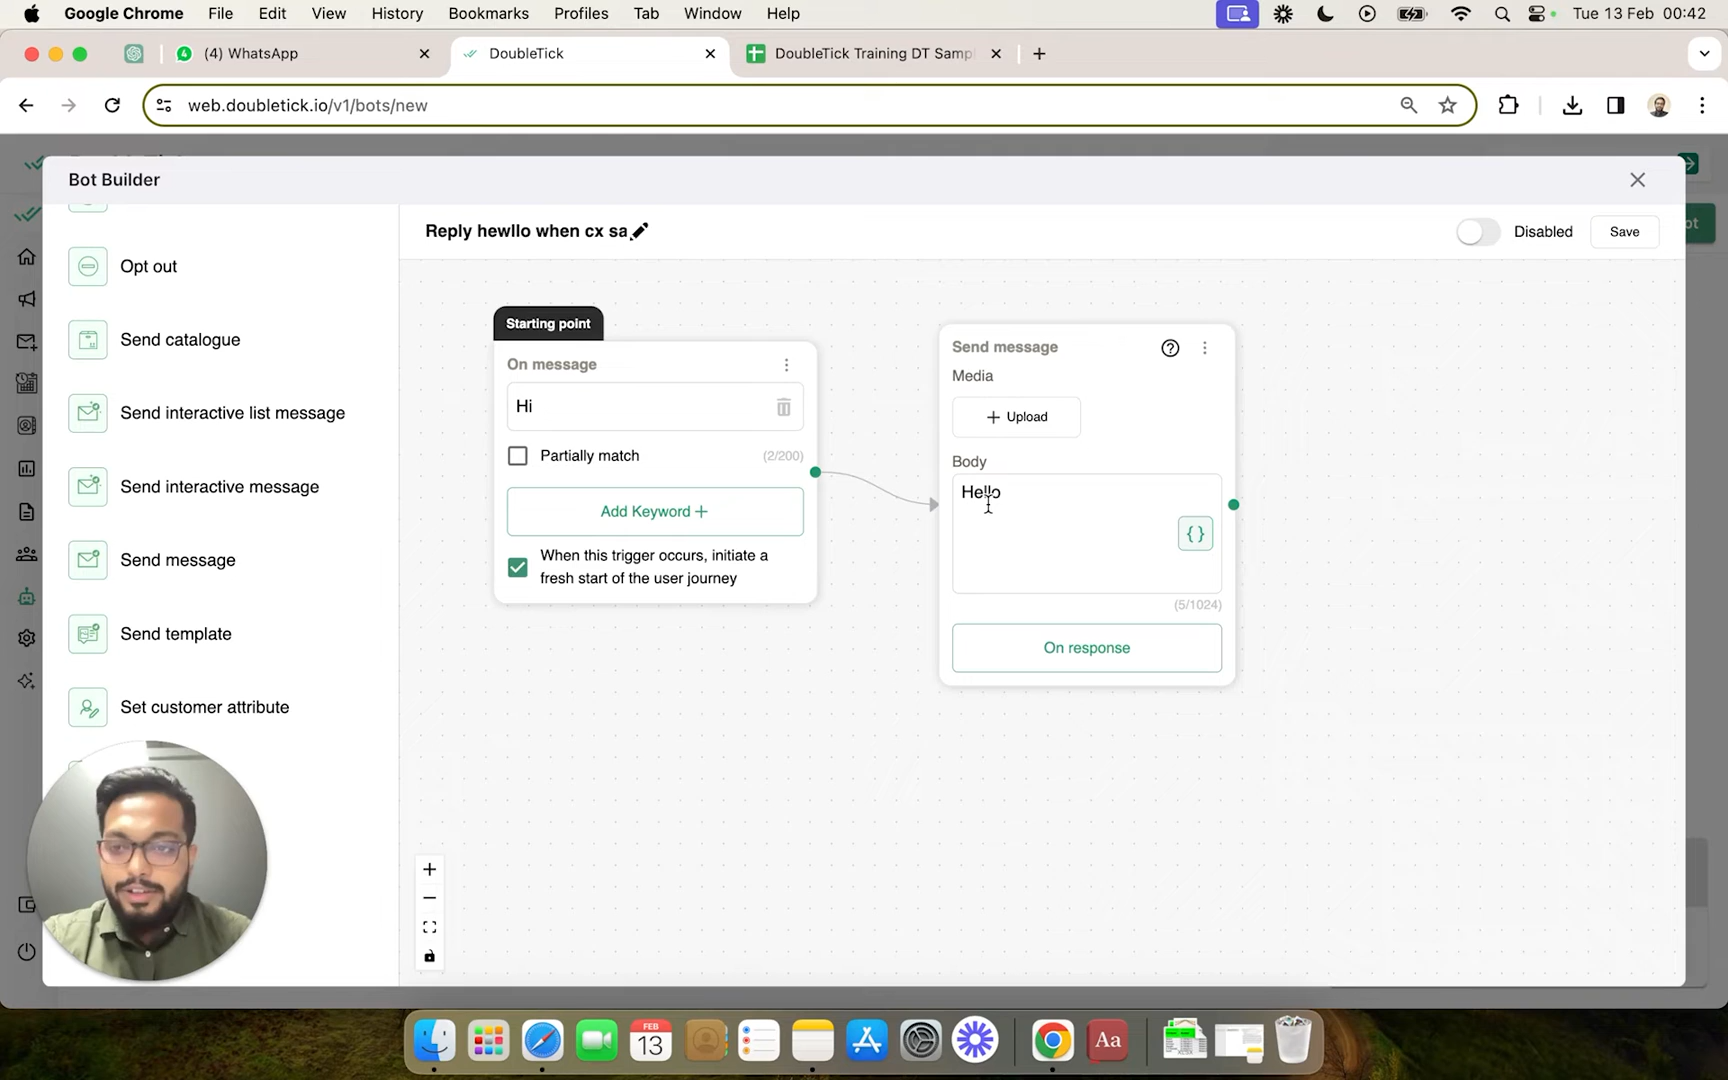 Google Chrome File Edit View History Bookmarks Profiles Tab Window Help Tue 13 Feb 00:42
(4) WhatsApp DoubleTick DoubleTick Training DT Samp
web.doubletick.io/v1/bots/new
Bot Builder
Reply hewllo when cx sa
Disabled Save
Opt out
Send catalogue
Send interactive list message
Send interactive message
Send message
Send template
Set customer attribute
Starting point
On message
Hi
Partially match (2/200)
Add Keyword +
When this trigger occurs, initiate a
fresh start of the user journey
Send message
Media
+ Upload
Body
Hello
{}
(5/1024)
On response
FEB
13
Aa